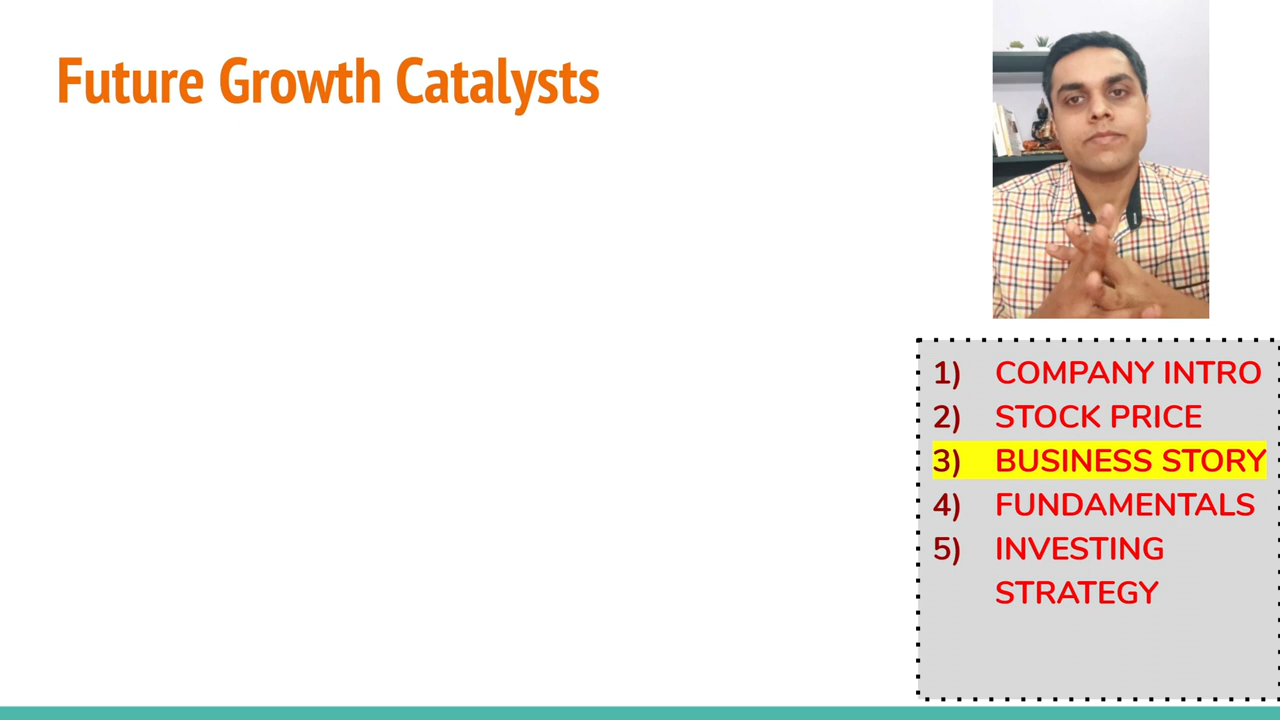 Future Growth Catalysts
1) COMPANY INTRO
2) STOCK PRICE
3) BUSINESS STORY
4) FUNDAMENTALS
5) INVESTING
STRATEGY